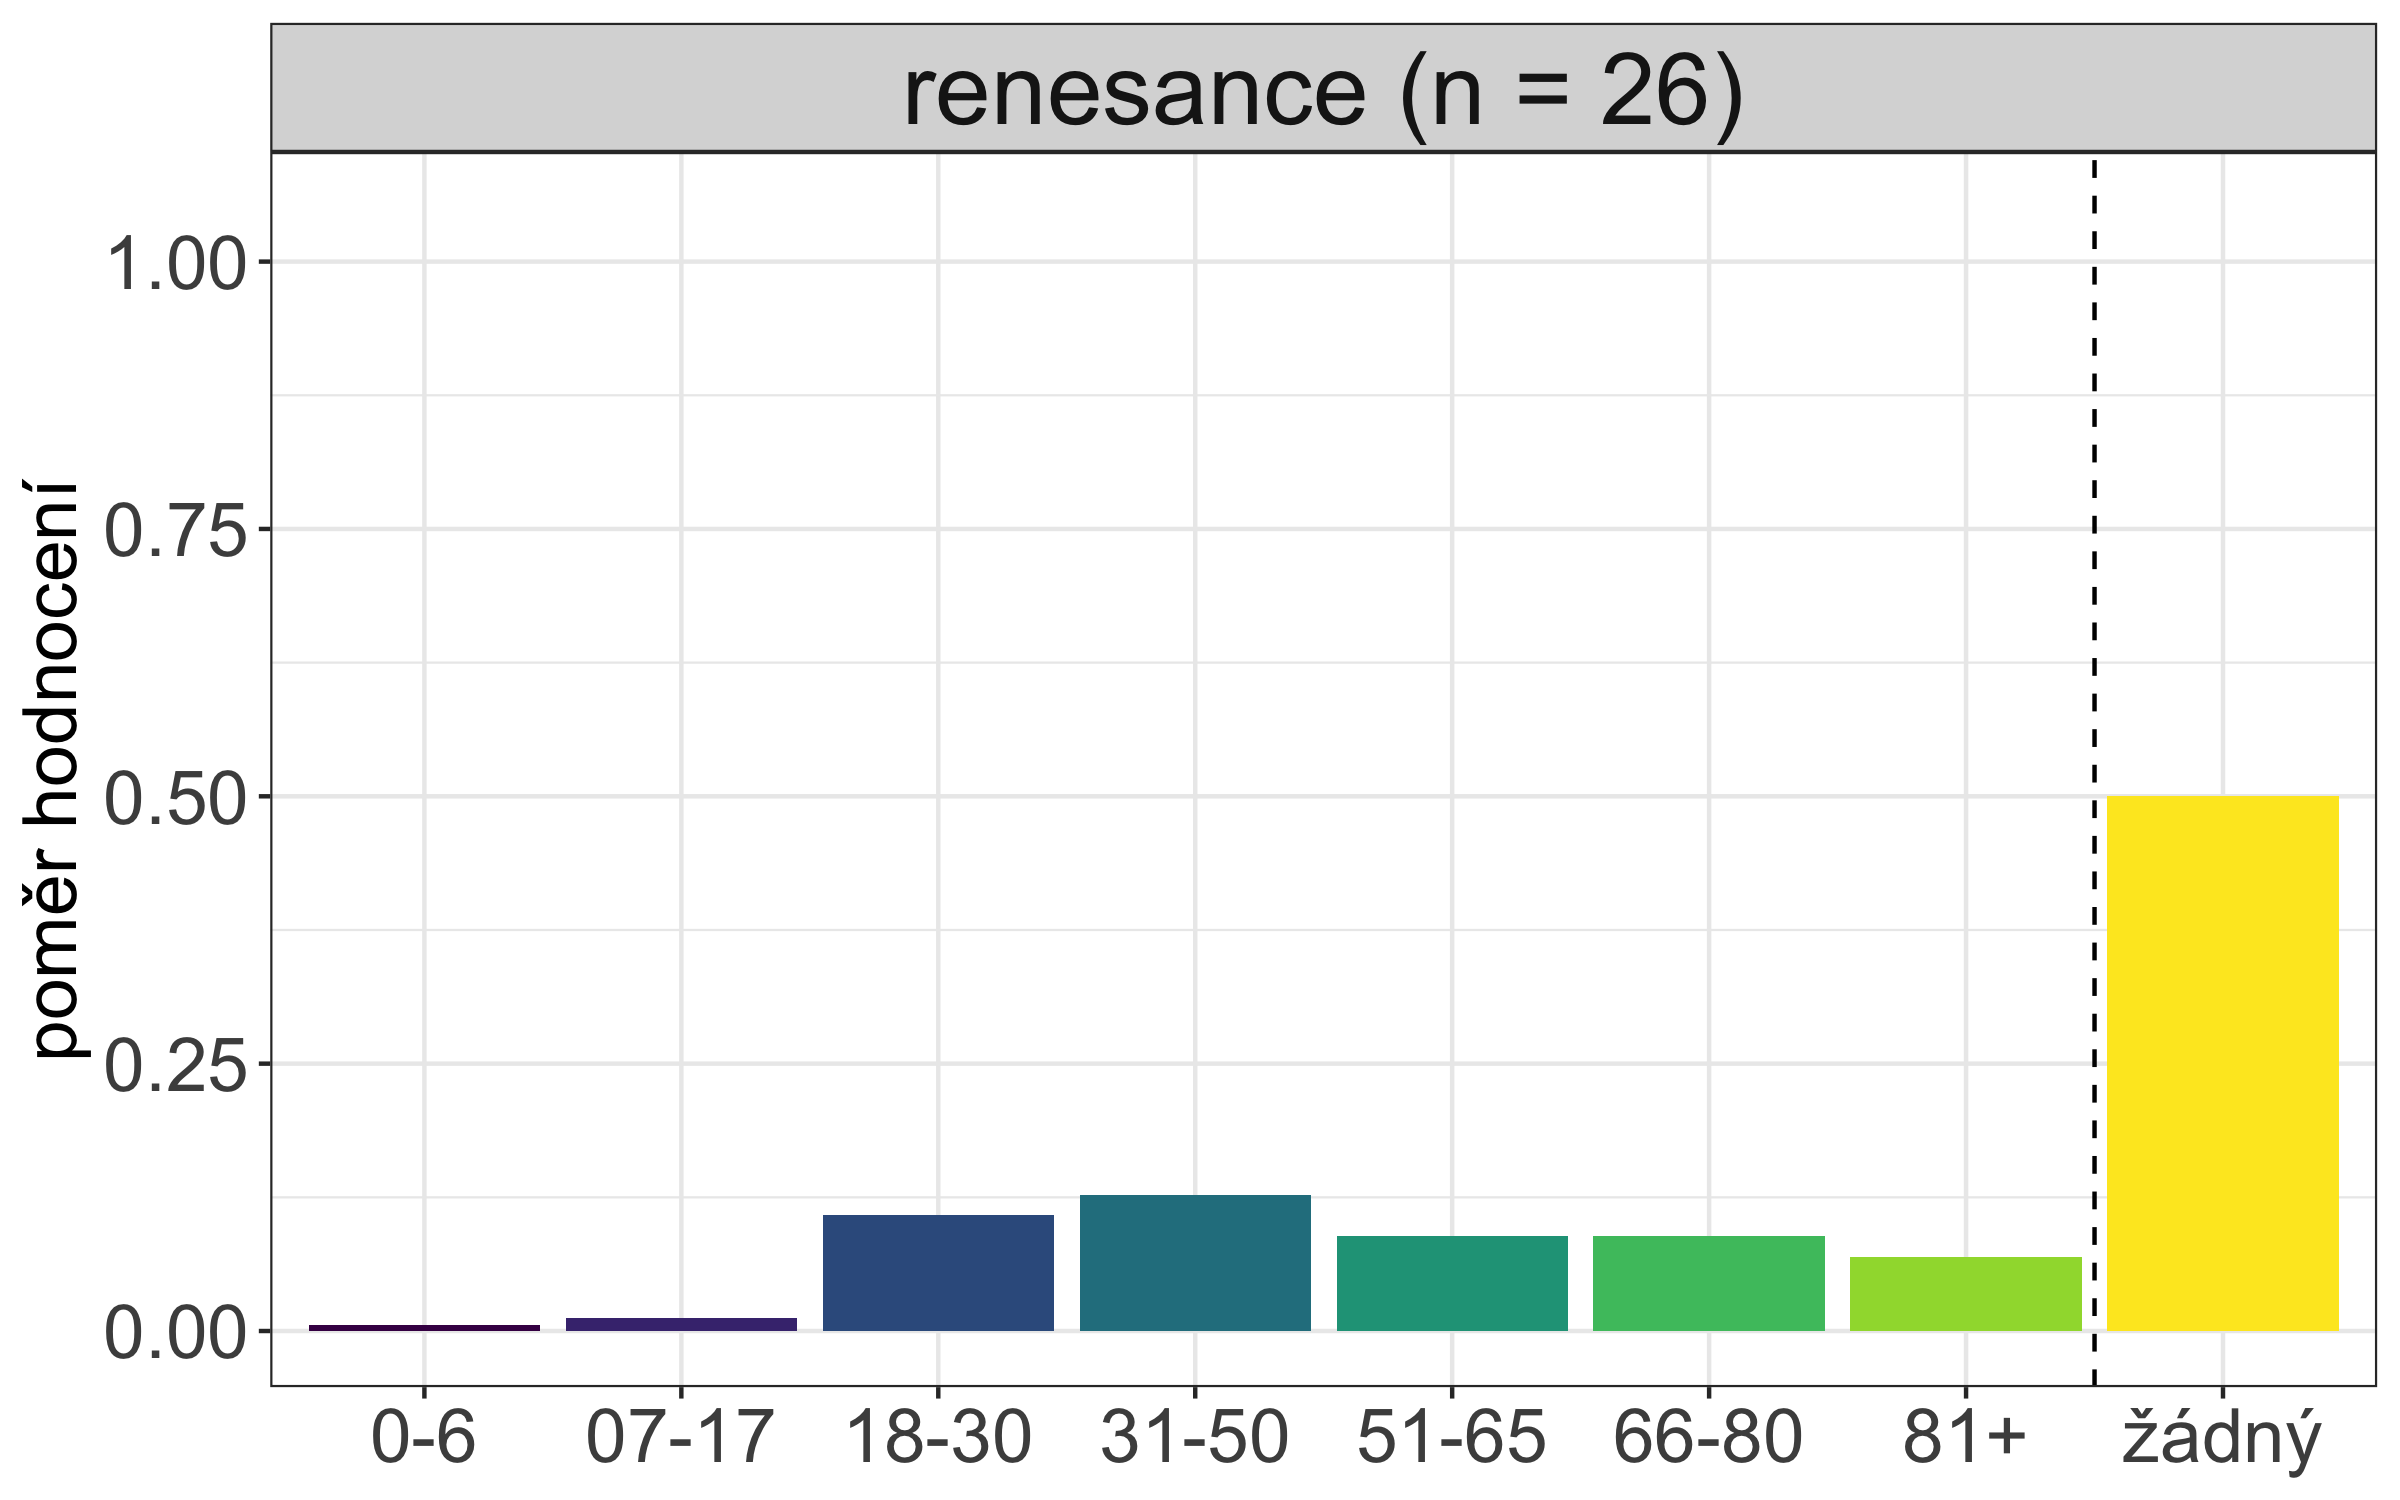 renesance (n = 26)
poměr hodnocení
1.00
0.75
0.50
0.25
0.00
0-6 07-17 18-30 31-50 51-65 66-80 81+ žádný